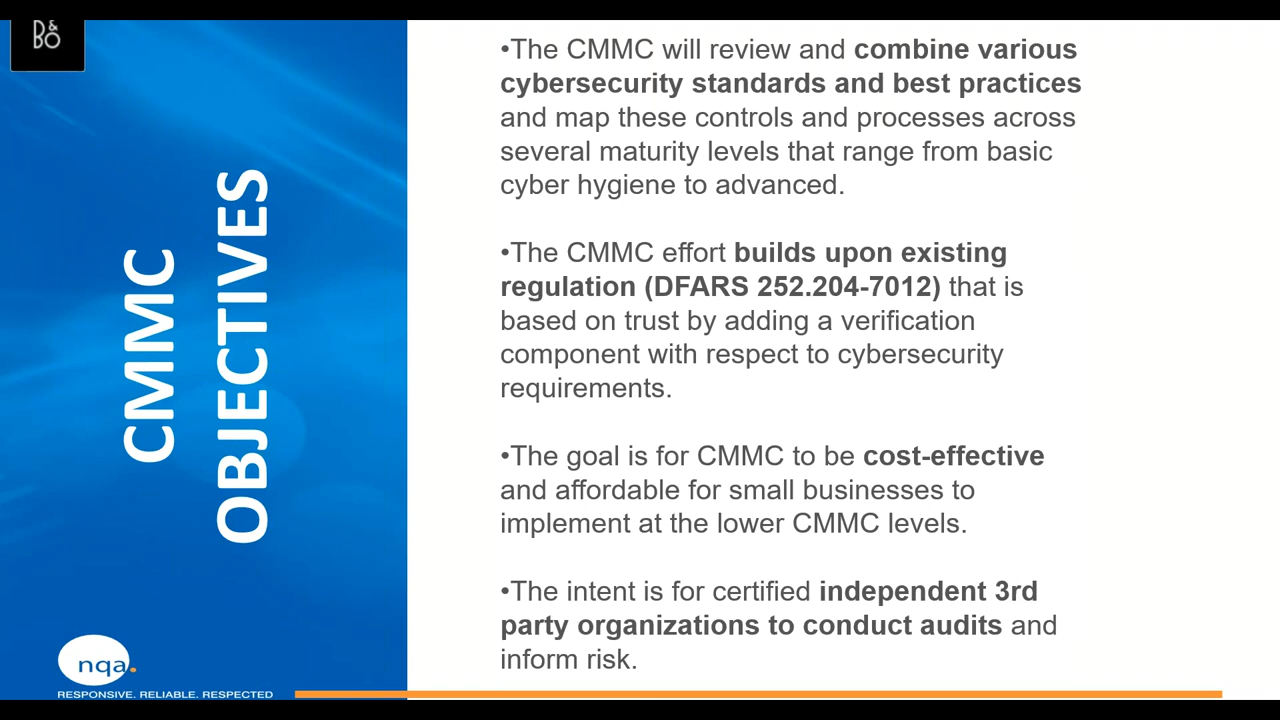 B&
BO
CMMC
OBJECTIVES
•The CMMC will review and combine various
cybersecurity standards and best practices
and map these controls and processes across
several maturity levels that range from basic
cyber hygiene to advanced.
•The CMMC effort builds upon existing
regulation (DFARS 252.204-7012) that is
based on trust by adding a verification
component with respect to cybersecurity
requirements.
•The goal is for CMMC to be cost-effective
and affordable for small businesses to
implement at the lower CMMC levels.
•The intent is for certified independent 3rd
party organizations to conduct audits and
inform risk.
nqa.
RESPONSIVE. RELIABLE. RESPECTED